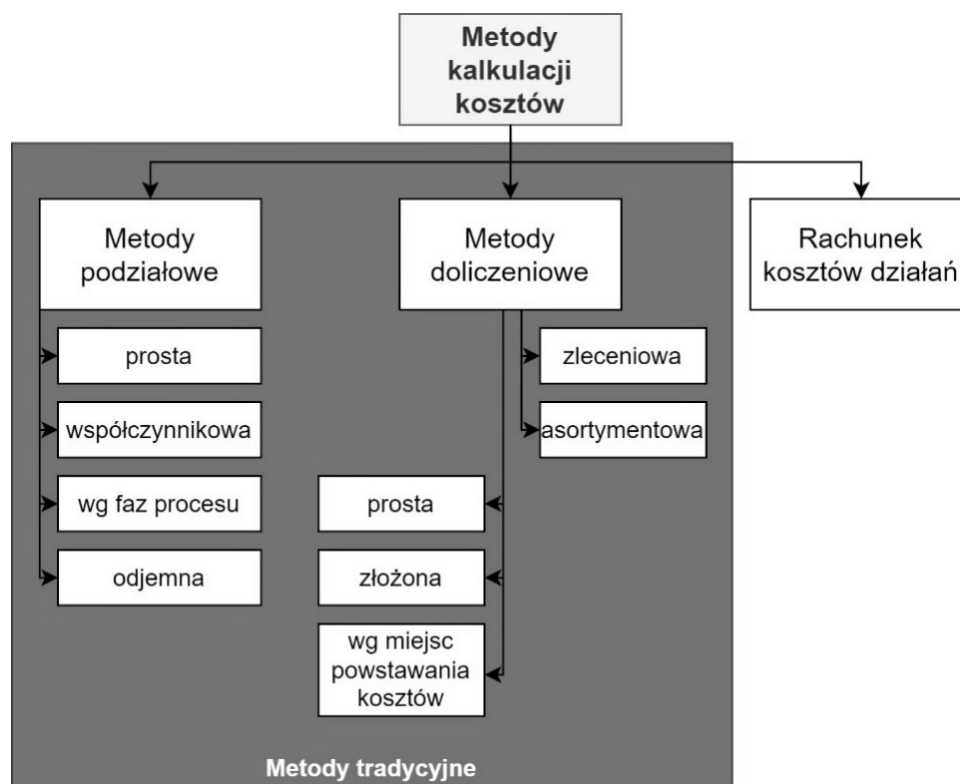 Metody
kalkulacji
kosztów
Metody
podziałowe
prosta
współczynnikowa
wg faz procesu
odjemna
Metody
doliczeniowe
zleceniowa
asortymentowa
prosta
złożona
wg miejsc
powstawania
kosztów
Rachunek
kosztów działań
Metody tradycyjne